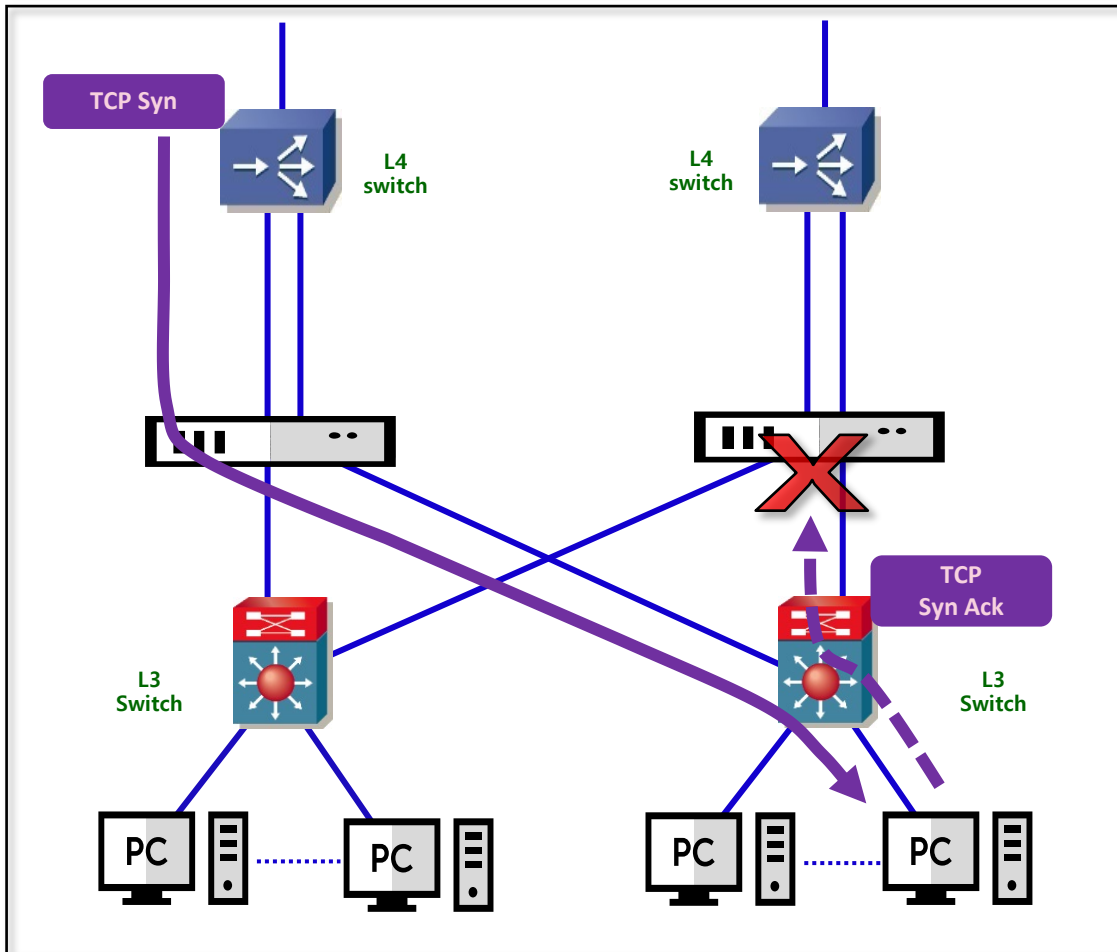 TCP Syn
L4
switch
L4
switch
TCP
Syn Ack
L3
Switch
L3
Switch
PC
PC
PC
PC